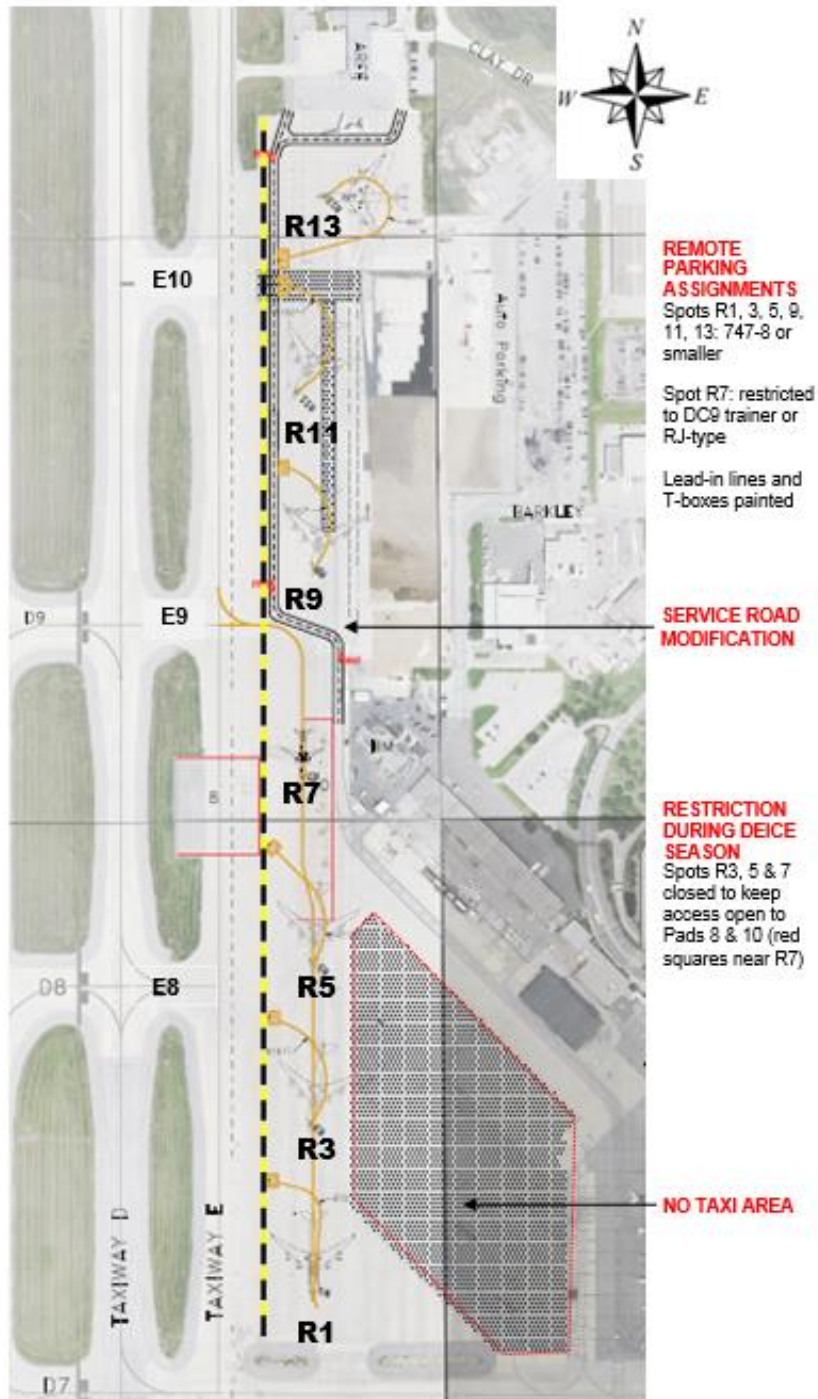 N
W
E
S
ARFF
CLAY DR
R13
E10
Auto Parking
R11
BARKLEY
R9
D9
E9
R7
8
R5
D8
E8
R3
TAXIWAY D
TAXIWAY E
R1
D7
REMOTE
PARKING
ASSIGNMENTS
Spots R1, 3, 5, 9,
11, 13: 747-8 or
smaller
Spot R7: restricted
to DC9 trainer or
RJ-type
Lead-in lines and
T-boxes painted
SERVICE ROAD
MODIFICATION
RESTRICTION
DURING DEICE
SEASON
Spots R3, 5 & 7
closed to keep
access open to
Pads 8 & 10 (red
squares near R7)
NO TAXI AREA